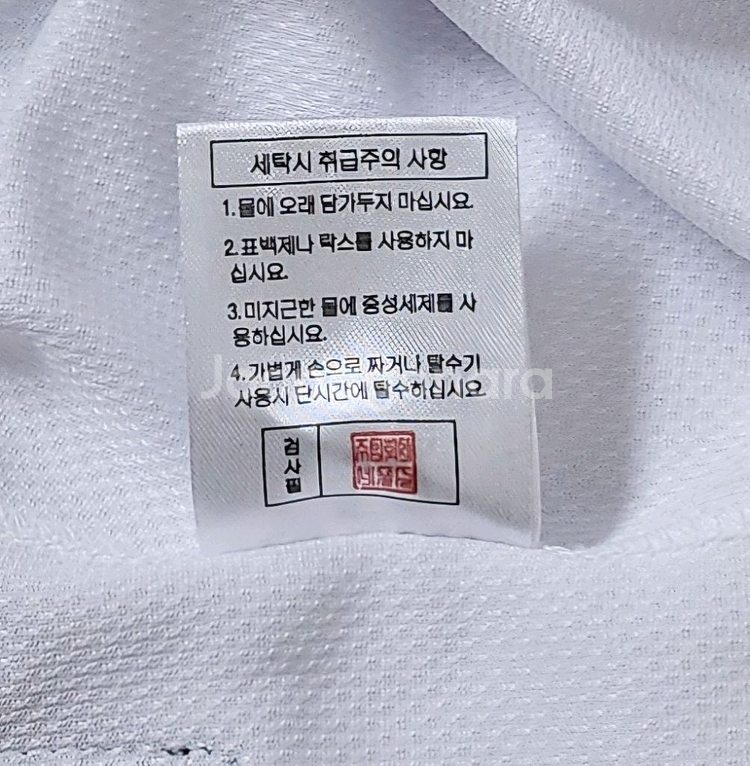 세탁시 취급주의 사항
1.물에 오래 담가두지 마십시요.
2.표백제나 락스를 사용하지 마
십시요.
3.미지근한 물에 중성세제를 사
용하십시요.
4.가볍게 손으로 짜거나 탈수기
사용시 단시간에 탈수하십시요
검
사
필